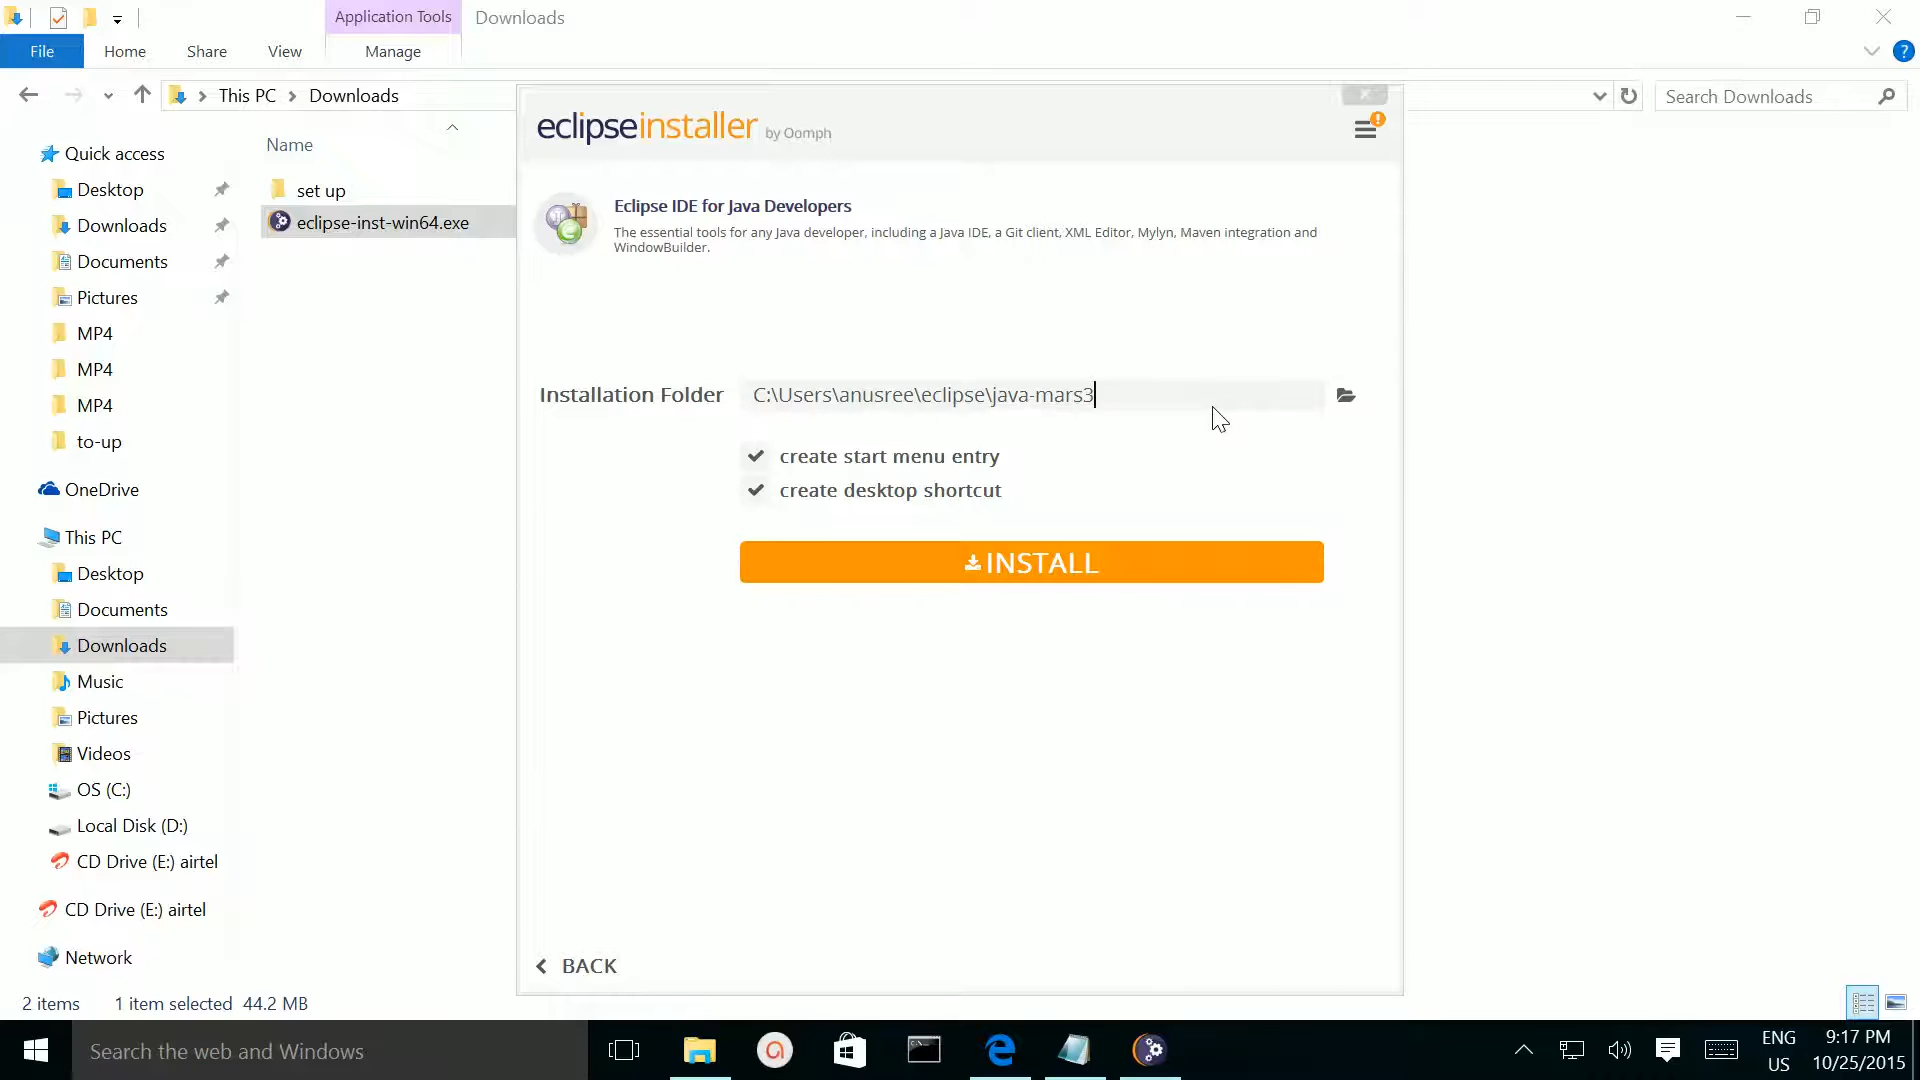 Application Tools
Downloads
File
Home
Share
View
Manage
This PC
Downloads
Search Downloads
Quick access
Desktop
Downloads
Documents
Pictures
MP4
MP4
MP4
to-up
OneDrive
This PC
Desktop
Documents
Downloads
Music
Pictures
Videos
OS (C:)
Local Disk (D:)
CD Drive (E:) airtel
CD Drive (E:) airtel
Network
Name
set up
eclipse-inst-win64.exe
eclipseinstaller by Oomph
Eclipse IDE for Java Developers
The essential tools for any Java developer, including a Java IDE, a Git client, XML Editor, Mylyn, Maven integration and
WindowBuilder.
Installation Folder
C:\Users\anusree\eclipse\java-mars3
create start menu entry
create desktop shortcut
INSTALL
BACK
2 items
1 item selected 44.2 MB
Search the web and Windows
ENG
US
9:17 PM
10/25/2015